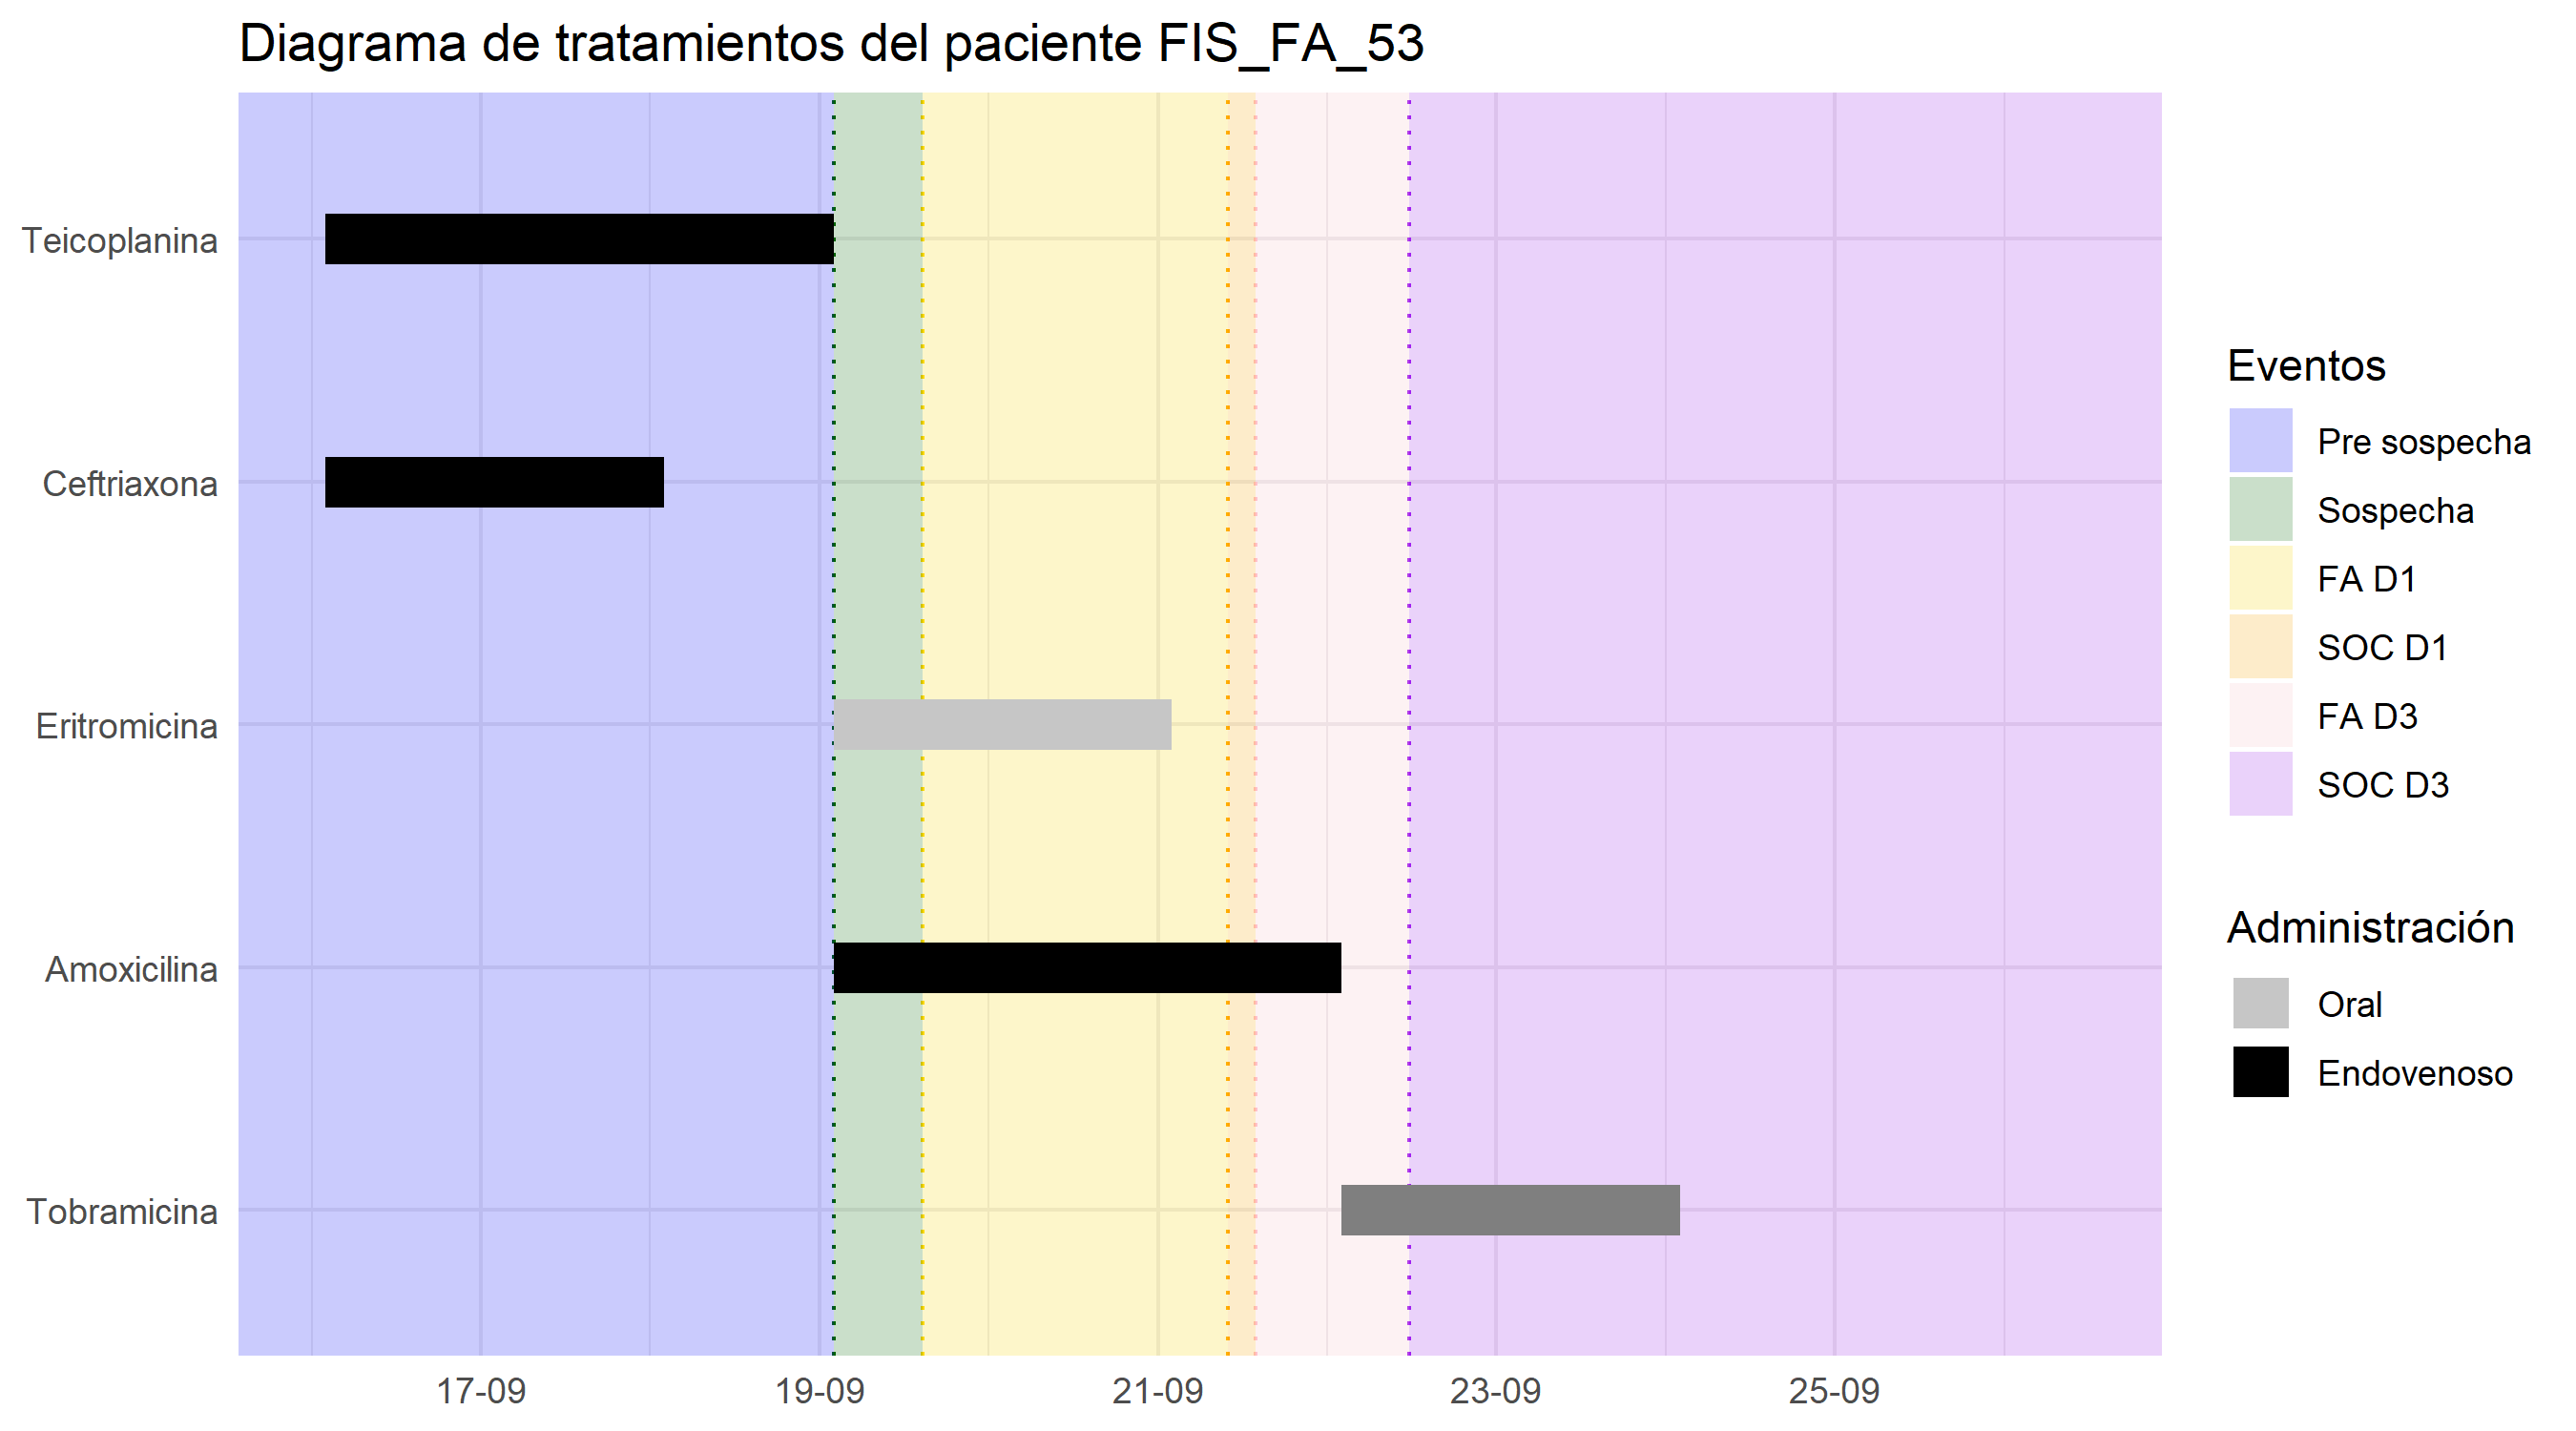 Diagrama de tratamientos del paciente FIS_FA_53
Teicoplanina
Ceftriaxona
Eritromicina
Amoxicilina
Tobramicina
17-09
19-09
21-09
23-09
25-09
Eventos
Pre sospecha
Sospecha
FA D1
SOC D1
FA D3
SOC D3
Administración
Oral
Endovenoso